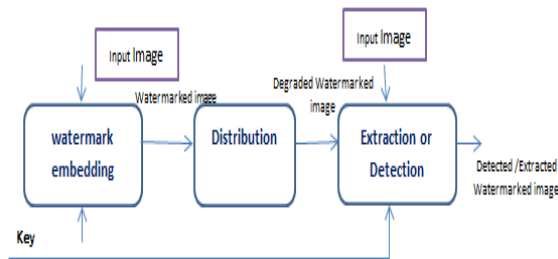 Input Image
Input Image
Watermarked image
Degraded Watermarked
image
watermark
embedding
Distribution
Extraction or
Detection
Detected /Extracted
Watermarked image
Key